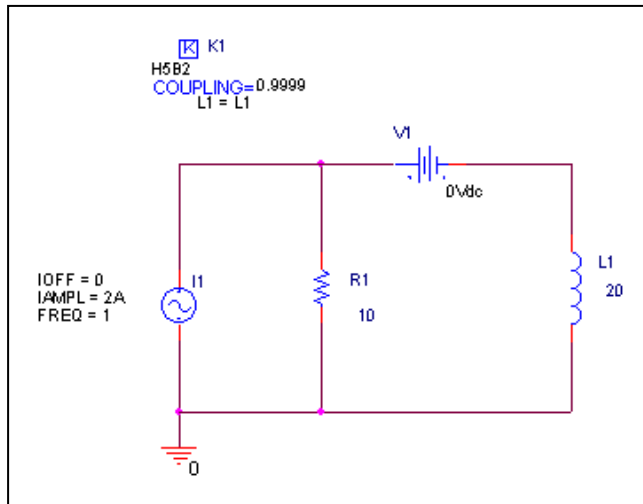 K K1
H5B2
COUPLING=0.9999
L1 = L1
V1
0Vdc
L1
20
I1
R1
10
IOFF = 0
IAMPL = 2A
FREQ = 1
0